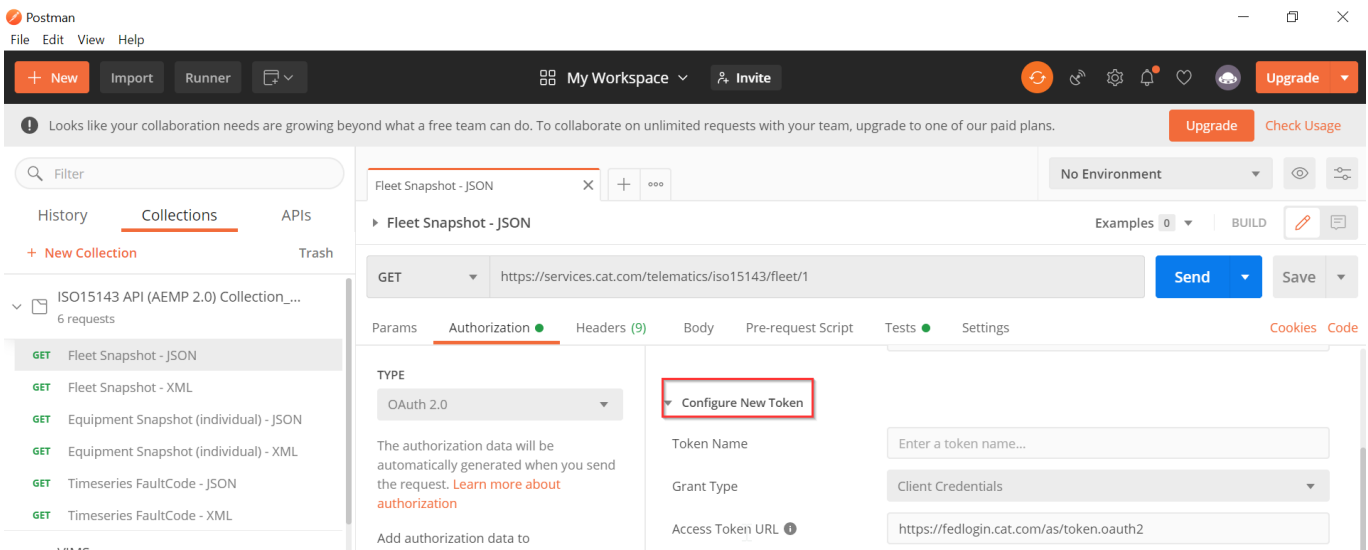 Postman
File Edit View Help
+ New Import Runner My Workspace Invite Upgrade
Looks like your collaboration needs are growing beyond what a free team can do. To collaborate on unlimited requests with your team, upgrade to one of our paid plans. Upgrade Check Usage
Filter
History Collections APIs
+ New Collection Trash
ISO15143 API (AEMP 2.0) Collection_...
6 requests
GET Fleet Snapshot - JSON
GET Fleet Snapshot - XML
GET Equipment Snapshot (individual) - JSON
GET Equipment Snapshot (individual) - XML
GET Timeseries FaultCode - JSON
GET Timeseries FaultCode - XML
Fleet Snapshot - JSON
No Environment
Fleet Snapshot - JSON
Examples 0 BUILD
GET https://services.cat.com/telematics/iso15143/fleet/1 Send Save
Params Authorization Headers (9) Body Pre-request Script Tests Settings Cookies Code
TYPE
OAuth 2.0
The authorization data will be
automatically generated when you send
the request. Learn more about
authorization
Add authorization data to
Configure New Token
Token Name Enter a token name...
Grant Type Client Credentials
Access Token URL https://fedlogin.cat.com/as/token.oauth2